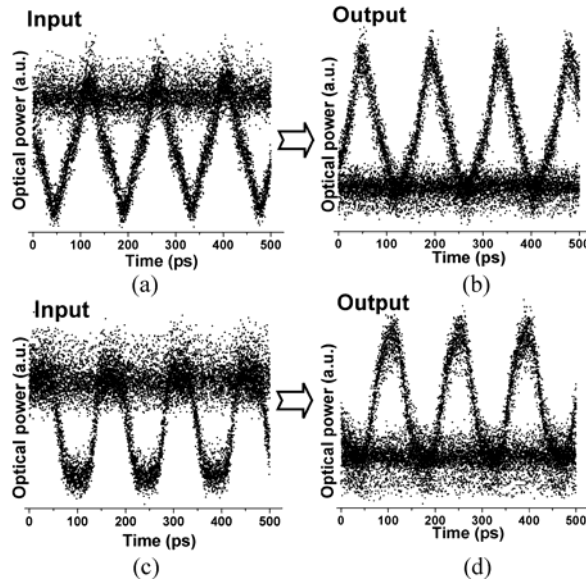 Input
Output
Optical power (a.u.)
Optical power (a.u.)
0 100 200 300 400 500
0 100 200 300 400 500
Time (ps)
Time (ps)
(a)
(b)
Input
Output
Optical power (a.u.)
Optical power (a.u.)
0 100 200 300 400 500
0 100 200 300 400 500
Time (ps)
Time (ps)
(c)
(d)